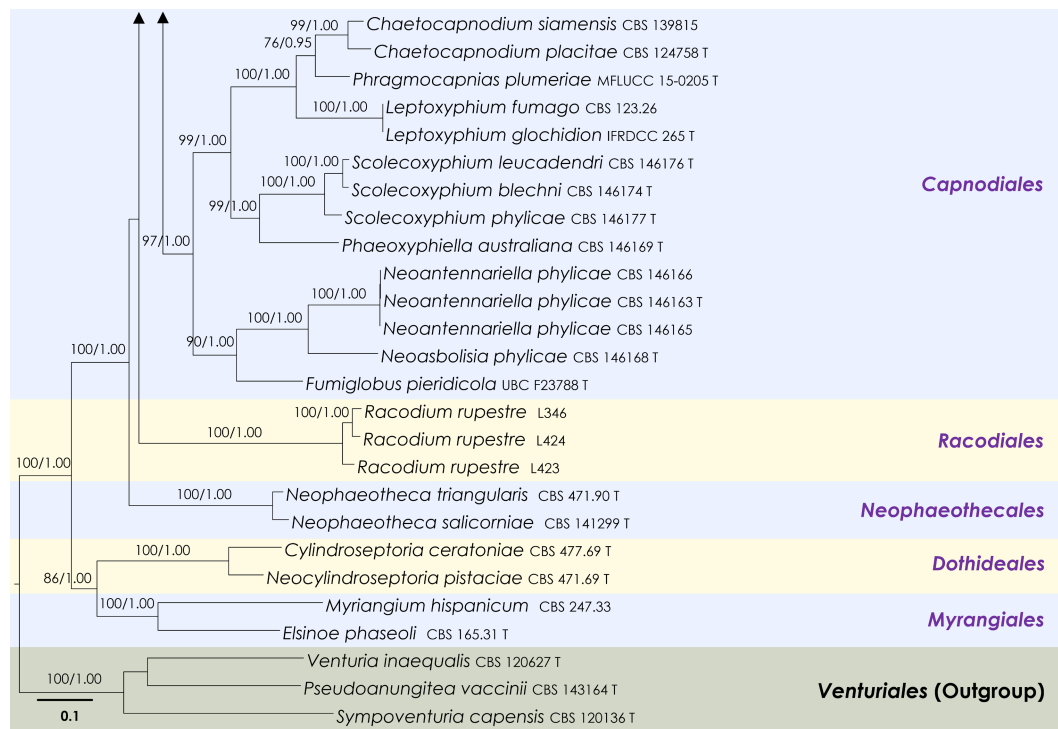 99/1.00
Chaetocapnodium siamensis CBS 139815
76/0.95
Chaetocapnodium placitae CBS 124758 T
100/1.00
Phragmocapnias plumeriae MFLUCC 15-0205 T
100/1.00
Leptoxyphium fumago CBS 123.26
Leptoxyphium glochidion IFRDCC 265 T
99/1.00
100/1.00
Scolecoxyphium leucadendri CBS 146176 T
100/1.00
Scolecoxyphium blechni CBS 146174 T
Capnodiales
99/1.00
Scolecoxyphium phylicae CBS 146177 T
97/1.00
Phaeoxyphiella australiana CBS 146169 T
Neoantennariella phylicae CBS 146166
100/1.00
Neoantennariella phylicae CBS 146163 T
100/1.00
Neoantennariella phylicae CBS 146165
90/1.00
Neoasbolisia phylicae CBS 146168 T
100/1.00
Fumiglobus pieridicola UBC F23788 T
100/1.00
Racodium rupestre L346
100/1.00
Racodium rupestre L424
Racodiales
100/1.00
Racodium rupestre L423
100/1.00
Neophaeotheca triangularis CBS 471.90 T
Neophaeothecales
Neophaeotheca salicorniae CBS 141299 T
100/1.00
Cylindroseptoria ceratoniae CBS 477.69 T
Dothideales
86/1.00
Neocylindroseptoria pistaciae CBS 471.69 T
100/1.00
Myriangium hispanicum CBS 247.33
Myrangiales
Elsinoe phaseoli CBS 165.31 T
Venturia inaequalis CBS 120627 T
100/1.00
Pseudoanungitea vaccinii CBS 143164 T
Venturiales (Outgroup)
0.1
Sympoventuria capensis CBS 120136 T